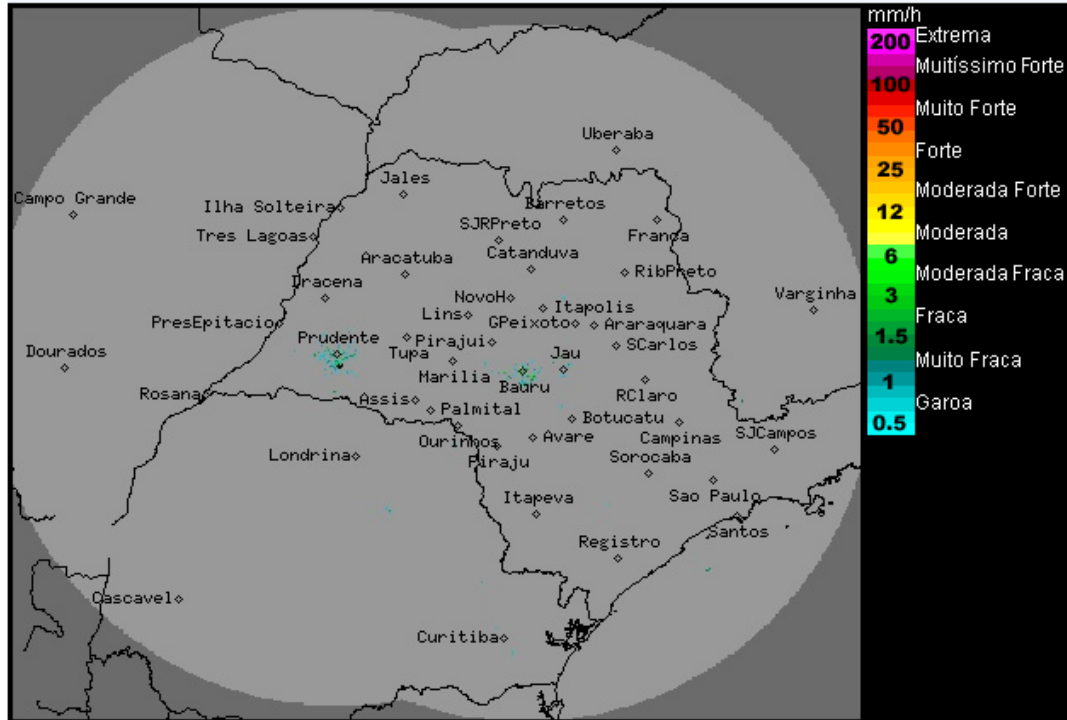 mm/h
200 Extrema
Muitíssimo Forte
100
Muito Forte
50
Forte
25
Moderada Forte
12
Moderada
6
Moderada Fraca
3
Fraca
1.5
Muito Fraca
1
Garoa
0.5
Uberaba
Jales
Campo Grande
Ilha Solteira
Barretos
Tres Lagoas
SJRPreto
Franca
Catanduva
Aracatuba
RibPreto
Dracena
NovoH
Varginha
Lins
Itapolis
PresEpitacio
GPeixoto
Araraquara
Prudente
Pirajui
SCarlos
Dourados
Tupa
Jau
Marilia
Bauru
Rosana
Assis
RClaro
Palmital
Botucatu
Ourinhos
Avare
Campinas
SJCampos
Londrina
Piraju
Sorocaba
Itapeva
Sao Paulo
Santos
Registro
Cascavel
Curitiba